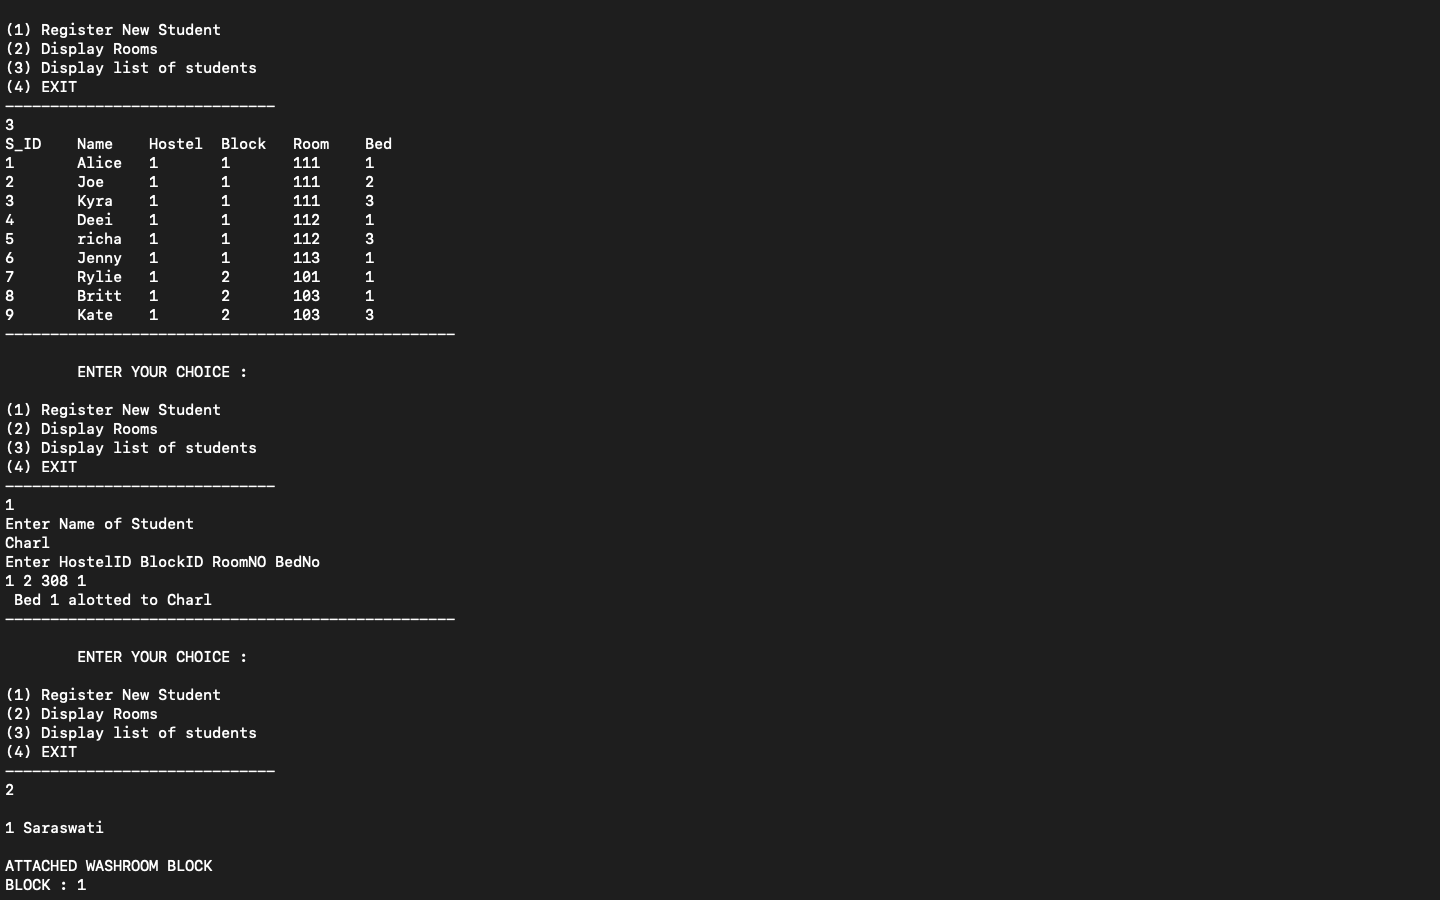 (1) Register New Student
(2) Display Rooms
(3) Display list of students
(4) EXIT
------------------------------
3
S_ID    Name    Hostel  Block   Room    Bed
1       Alice   1       1       111     1
2       Joe     1       1       111     2
3       Kyra    1       1       111     3
4       Deei    1       1       112     1
5       richa   1       1       112     3
6       Jenny   1       1       113     1
7       Rylie   1       2       101     1
8       Britt   1       2       103     1
9       Kate    1       2       103     3
--------------------------------------------------
        ENTER YOUR CHOICE :
(1) Register New Student
(2) Display Rooms
(3) Display list of students
(4) EXIT
------------------------------
1
Enter Name of Student
Charl
Enter HostelID BlockID RoomNO BedNo
1 2 308 1
 Bed 1 alotted to Charl
--------------------------------------------------
        ENTER YOUR CHOICE :
(1) Register New Student
(2) Display Rooms
(3) Display list of students
(4) EXIT
------------------------------
2
1 Saraswati
ATTACHED WASHROOM BLOCK
BLOCK : 1